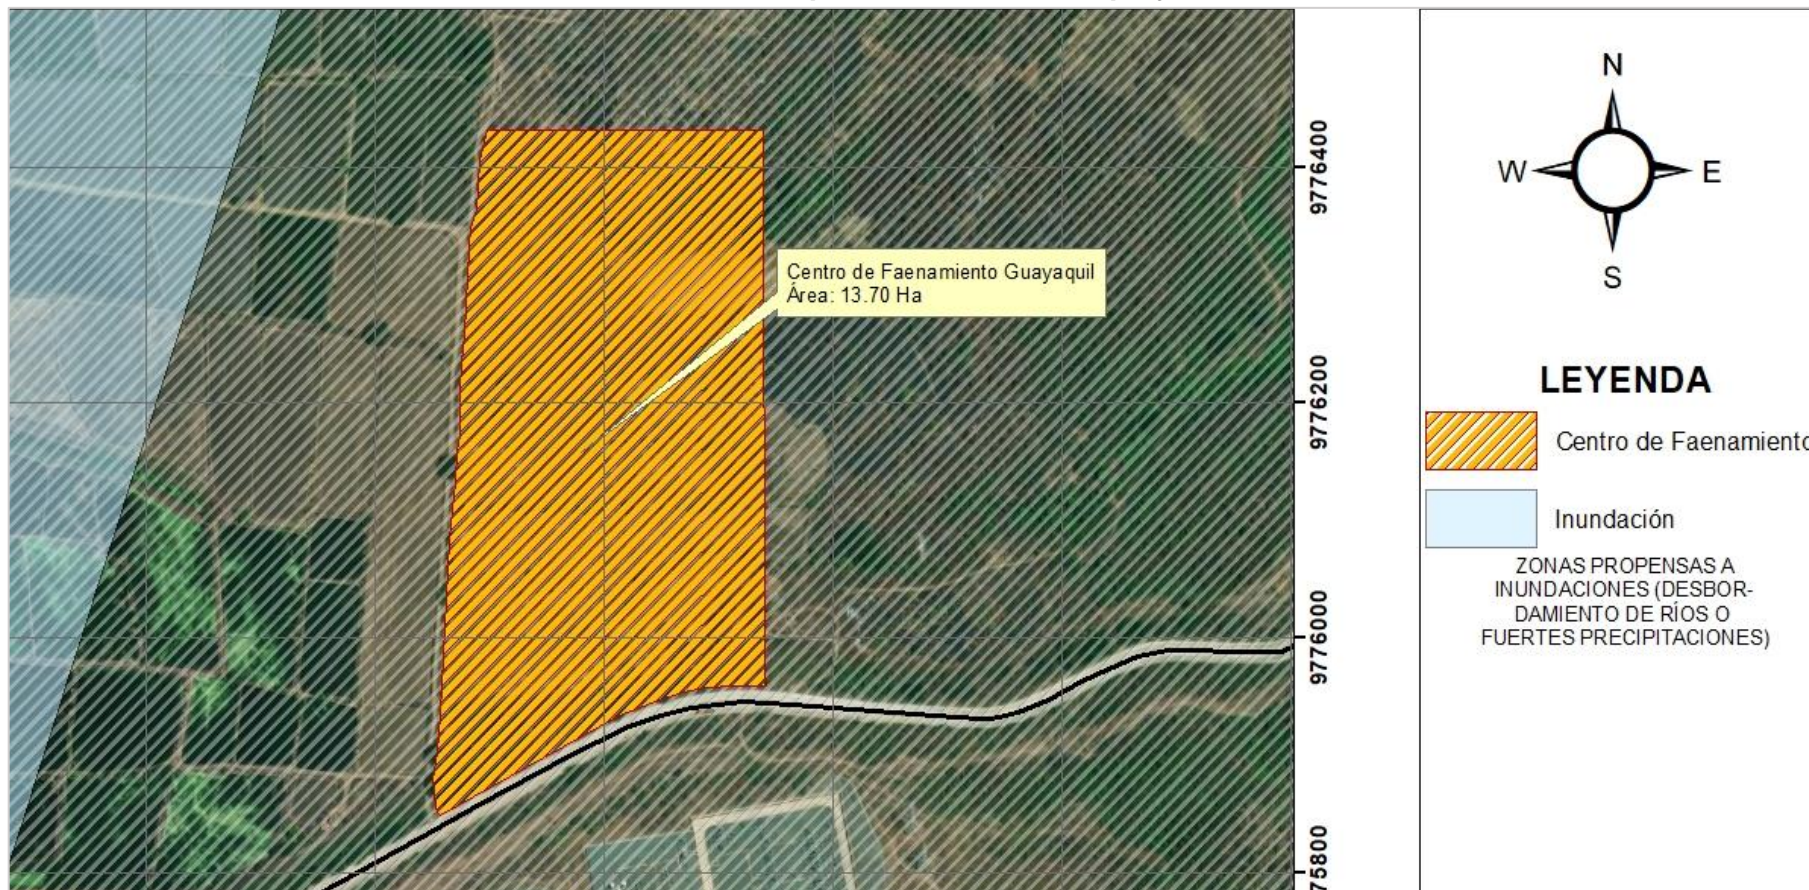 Centro de Faenamiento Guayaquil
Área: 13.70 Ha
9776400
9776200
9776000
75800
N
W
E
S
LEYENDA
Centro de Faenamiento
Inundación
ZONAS PROPENSAS A
INUNDACIONES (DESBOR-
DAMIENTO DE RÍOS O
FUERTES PRECIPITACIONES)